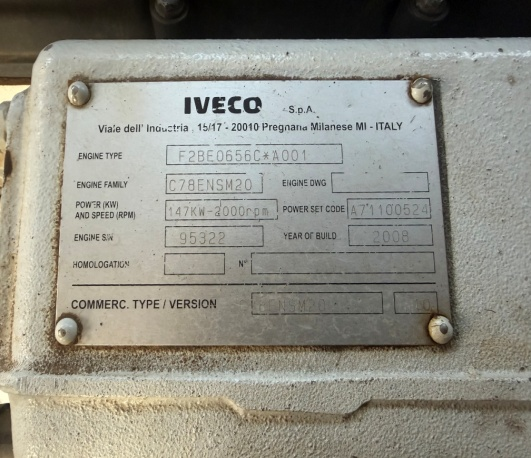 IVECO S.p.A.
Viale dell' Industria , 15/17 - 20010 Pregnana Milanese MI - ITALY
ENGINE TYPE F2BE0656C*A001
ENGINE FAMILY C78ENSM20 ENGINE DWG
POWER (KW) AND SPEED (RPM) 147KW-2000rpm POWER SET CODE A71100524
ENGINE S/N 95322 YEAR OF BUILD 2008
HOMOLOGATION N°
COMMERC. TYPE / VERSION